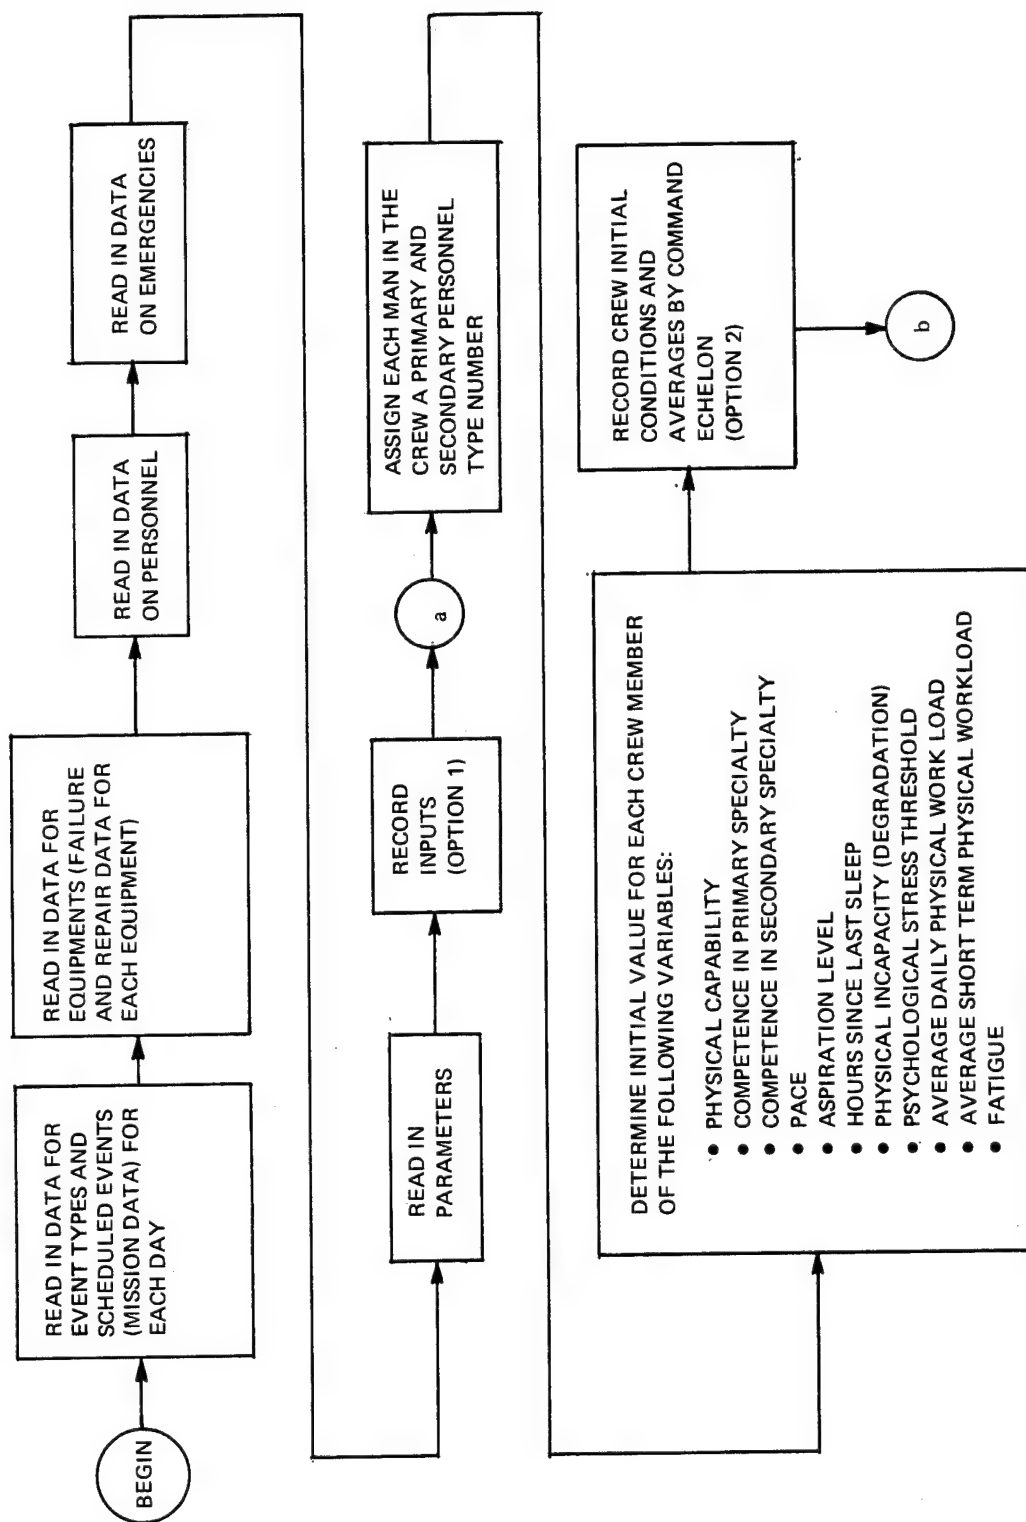 BEGIN
READ IN DATA FOR
EVENT TYPES AND
SCHEDULED EVENTS
(MISSION DATA) FOR
EACH DAY
READ IN DATA FOR
EQUIPMENTS (FAILURE
AND REPAIR DATA FOR
EACH EQUIPMENT)
READ IN DATA
ON PERSONNEL
READ IN DATA
ON EMERGENCIES
READ IN
PARAMETERS
RECORD
INPUTS
(OPTION 1)
a
ASSIGN EACH MAN IN THE
CREW A PRIMARY AND
SECONDARY PERSONNEL
TYPE NUMBER
DETERMINE INITIAL VALUE FOR EACH CREW MEMBER
OF THE FOLLOWING VARIABLES:
• PHYSICAL CAPABILITY
• COMPETENCE IN PRIMARY SPECIALTY
• COMPETENCE IN SECONDARY SPECIALTY
• PACE
• ASPIRATION LEVEL
• HOURS SINCE LAST SLEEP
• PHYSICAL INCAPACITY (DEGRADATION)
• PSYCHOLOGICAL STRESS THRESHOLD
• AVERAGE DAILY PHYSICAL WORK LOAD
• AVERAGE SHORT TERM PHYSICAL WORKLOAD
• FATIGUE
RECORD CREW INITIAL
CONDITIONS AND
AVERAGES BY COMMAND
ECHELON
(OPTION 2)
b